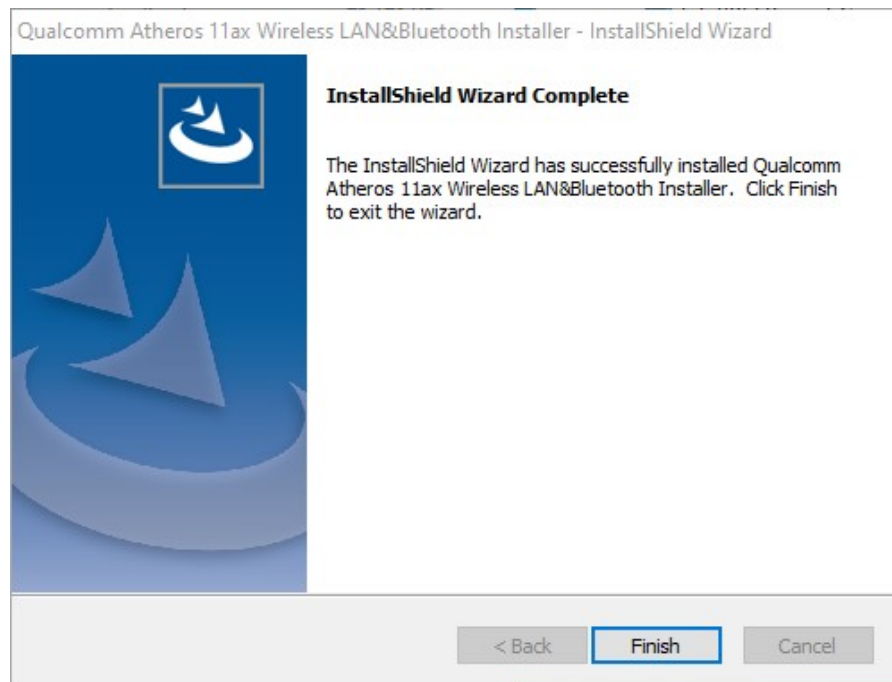 Qualcomm Atheros 11ax Wireless LAN&Bluetooth Installer - InstallShield Wizard
InstallShield Wizard Complete
The InstallShield Wizard has successfully installed Qualcomm
Atheros 11ax Wireless LAN&Bluetooth Installer.  Click Finish
to exit the wizard.
< Back
Finish
Cancel